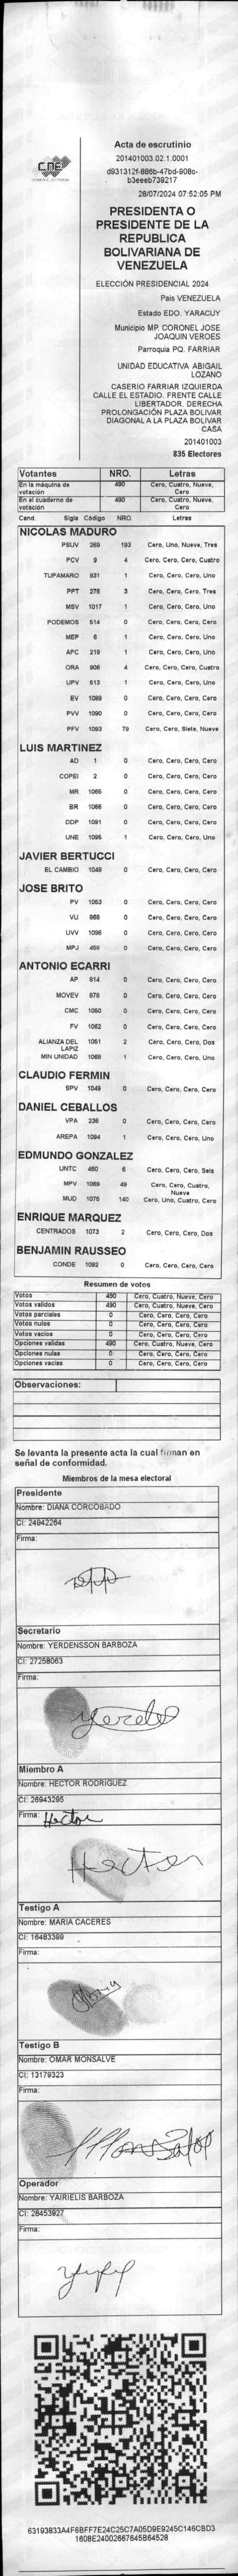 CNE
Acta de escrutinio
201401003.02.1.0001
d931312f-886b-47bd-908c-
b3eeeb739217
28/07/2024 07:52:05 PM
PRESIDENTA O
PRESIDENTE DE LA
REPUBLICA
BOLIVARIANA DE
VENEZUELA
ELECCIÓN PRESIDENCIAL 2024
Pais VENEZUELA
Estado EDO. YARACUY
Municipio MP. CORONEL JOSE
JOAQUIN VEROES
Parroquia PQ. FARRIAR
UNIDAD EDUCATIVA ABIGAIL
LOZANO
CASERIO FARRIAR IZQUIERDA
CALLE EL ESTADIO. FRENTE CALLE
LIBERTADOR. DERECHA
PROLONGACIÓN PLAZA BOLIVAR
DIAGONAL A LA PLAZA BOLIVAR
CASA
201401003
835 Electores
Votantes NRO. Letras
En la máquina de votación 490 Cero, Cuatro, Nueve, Cero
En el cuaderno de votación 490 Cero, Cuatro, Nueve, Cero
Cand. Sigla Código NRO. Letras
NICOLAS MADURO
PSUV 269 193 Cero, Uno, Nueve, Tres
PCV 9 4 Cero, Cero, Cero, Cuatro
TUPAMARO 931 1 Cero, Cero, Cero, Uno
PPT 276 3 Cero, Cero, Cero, Tres
MSV 1017 1 Cero, Cero, Cero, Uno
PODEMOS 514 0 Cero, Cero, Cero, Cero
MEP 6 1 Cero, Cero, Cero, Uno
APC 219 1 Cero, Cero, Cero, Uno
ORA 906 4 Cero, Cero, Cero, Cuatro
UPV 613 1 Cero, Cero, Cero, Uno
EV 1089 0 Cero, Cero, Cero, Cero
PVV 1090 0 Cero, Cero, Cero, Cero
PFV 1093 79 Cero, Cero, Siete, Nueve
LUIS MARTINEZ
AD 1 0 Cero, Cero, Cero, Cero
COPEI 2 0 Cero, Cero, Cero, Cero
MR 1065 0 Cero, Cero, Cero, Cero
BR 1066 0 Cero, Cero, Cero, Cero
DDP 1091 0 Cero, Cero, Cero, Cero
UNE 1095 1 Cero, Cero, Cero, Uno
JAVIER BERTUCCI
EL CAMBIO 1048 0 Cero, Cero, Cero, Cero
JOSE BRITO
PV 1053 0 Cero, Cero, Cero, Cero
VU 868 0 Cero, Cero, Cero, Cero
UVV 1096 0 Cero, Cero, Cero, Cero
MPJ 458 0 Cero, Cero, Cero, Cero
ANTONIO ECARRI
AP 814 0 Cero, Cero, Cero, Cero
MOVEV 878 0 Cero, Cero, Cero, Cero
CMC 1050 0 Cero, Cero, Cero, Cero
FV 1062 0 Cero, Cero, Cero, Cero
ALIANZA DEL LAPIZ 1061 2 Cero, Cero, Cero, Dos
MIN UNIDAD 1068 1 Cero, Cero, Cero, Uno
CLAUDIO FERMIN
SPV 1049 0 Cero, Cero, Cero, Cero
DANIEL CEBALLOS
VPA 236 0 Cero, Cero, Cero, Cero
AREPA 1094 1 Cero, Cero, Cero, Uno
EDMUNDO GONZALEZ
UNTC 460 6 Cero, Cero, Cero, Seis
MPV 1069 49 Cero, Cero, Cuatro, Nueve
MUD 1075 140 Cero, Uno, Cuatro, Cero
ENRIQUE MARQUEZ
CENTRADOS 1073 2 Cero, Cero, Cero, Dos
BENJAMIN RAUSSEO
CONDE 1082 0 Cero, Cero, Cero, Cero
Resumen de votos
Votos 490 Cero, Cuatro, Nueve, Cero
Votos validos 490 Cero, Cuatro, Nueve, Cero
Votos parciales 0 Cero, Cero, Cero, Cero
Votos nulos 0 Cero, Cero, Cero, Cero
Votos vacios 0 Cero, Cero, Cero, Cero
Opciones validas 490 Cero, Cuatro, Nueve, Cero
Opciones nulas 0 Cero, Cero, Cero, Cero
Opciones vacias 0 Cero, Cero, Cero, Cero
Observaciones:
Se levanta la presente acta la cual firman en
señal de conformidad.
Miembros de la mesa electoral
Presidente
Nombre: DIANA CORCOBADO
CI: 24942264
Firma:
Secretario
Nombre: YERDENSSON BARBOZA
CI: 27258063
Firma:
Miembro A
Nombre: HECTOR RODRIGUEZ
CI: 26943295
Firma: Hector
Hector
Testigo A
Nombre: MARIA CACERES
CI: 16483399
Firma:
Testigo B
Nombre: OMAR MONSALVE
CI: 13179323
Firma:
Operador
Nombre: YAIRIELIS BARBOZA
CI: 28453927
Firma:
63193833A4F6BFF7E24C25C7A05D9E9245C146CBD3
1608E24002667645B64528